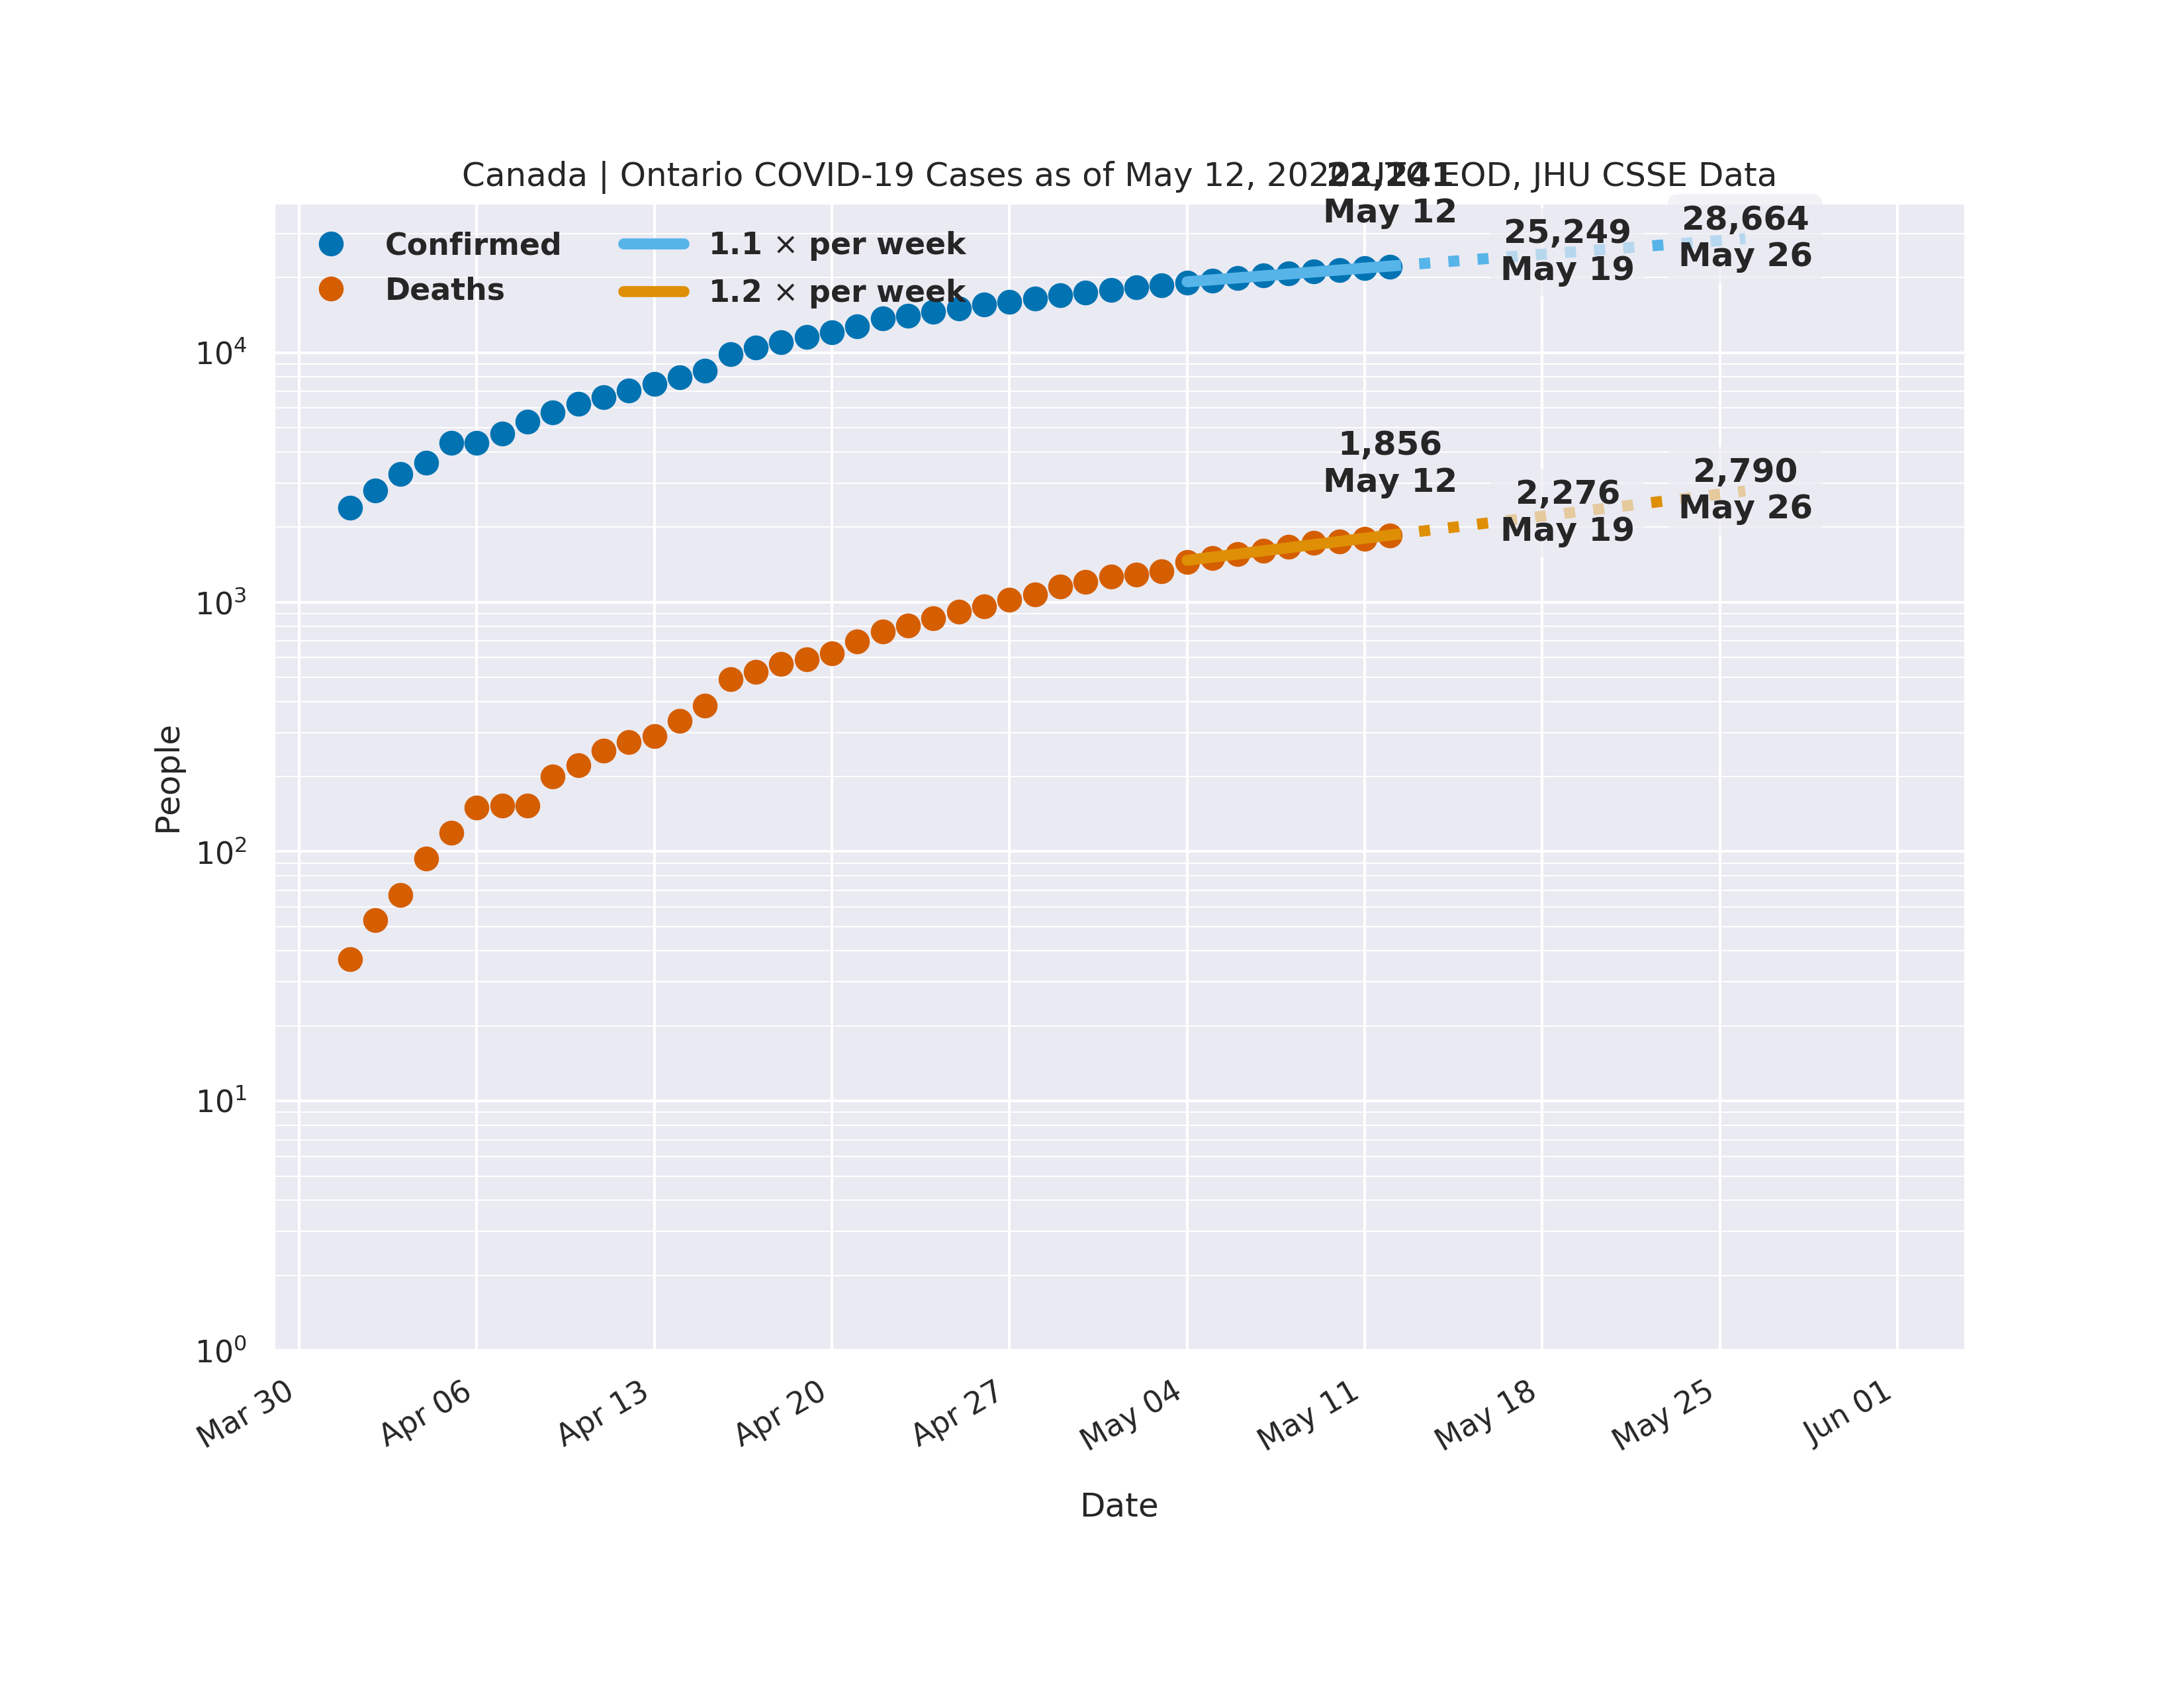 Canada | Ontario COVID-19 Cases as of May 12, 2020 UTC EOD, JHU CSSE Data
22,241
May 12
25,249
May 19
28,664
May 26
Confirmed
Deaths
1.1 × per week
1.2 × per week
1,856
May 12
2,276
May 19
2,790
May 26
People
10⁴
10³
10²
10¹
10⁰
Mar 30
Apr 06
Apr 13
Apr 20
Apr 27
May 04
May 11
May 18
May 25
Jun 01
Date